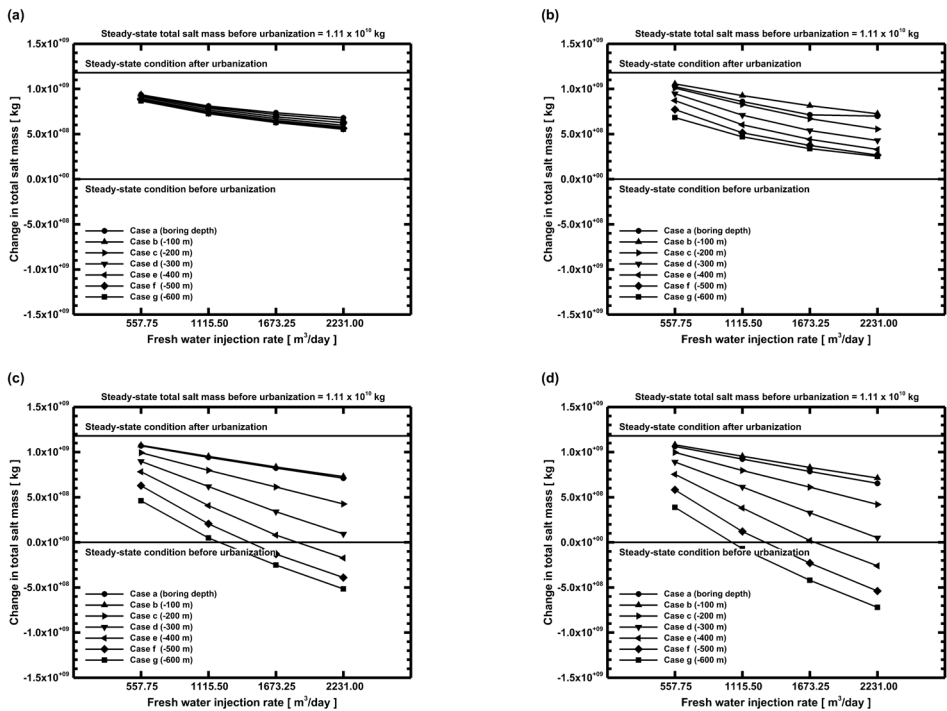 (a)
Steady-state total salt mass before urbanization = 1.11 x 10^10 kg
1.5x10^+09
1.0x10^+09
5.0x10^+08
0.0x10^+00
-5.0x10^+08
-1.0x10^+09
-1.5x10^+09
Change in total salt mass [ kg ]
Steady-state condition after urbanization
Steady-state condition before urbanization
Case a (boring depth)
Case b (-100 m)
Case c (-200 m)
Case d (-300 m)
Case e (-400 m)
Case f (-500 m)
Case g (-600 m)
557.75 1115.50 1673.25 2231.00
Fresh water injection rate [ m^3/day ]
(b)
Steady-state total salt mass before urbanization = 1.11 x 10^10 kg
1.5x10^+09
1.0x10^+09
5.0x10^+08
0.0x10^+00
-5.0x10^+08
-1.0x10^+09
-1.5x10^+09
Change in total salt mass [ kg ]
Steady-state condition after urbanization
Steady-state condition before urbanization
Case a (boring depth)
Case b (-100 m)
Case c (-200 m)
Case d (-300 m)
Case e (-400 m)
Case f (-500 m)
Case g (-600 m)
557.75 1115.50 1673.25 2231.00
Fresh water injection rate [ m^3/day ]
(c)
Steady-state total salt mass before urbanization = 1.11 x 10^10 kg
1.5x10^+09
1.0x10^+09
5.0x10^+08
0.0x10^+00
-5.0x10^+08
-1.0x10^+09
-1.5x10^+09
Change in total salt mass [ kg ]
Steady-state condition after urbanization
Steady-state condition before urbanization
Case a (boring depth)
Case b (-100 m)
Case c (-200 m)
Case d (-300 m)
Case e (-400 m)
Case f (-500 m)
Case g (-600 m)
557.75 1115.50 1673.25 2231.00
Fresh water injection rate [ m^3/day ]
(d)
Steady-state total salt mass before urbanization = 1.11 x 10^10 kg
1.5x10^+09
1.0x10^+09
5.0x10^+08
0.0x10^+00
-5.0x10^+08
-1.0x10^+09
-1.5x10^+09
Change in total salt mass [ kg ]
Steady-state condition after urbanization
Steady-state condition before urbanization
Case a (boring depth)
Case b (-100 m)
Case c (-200 m)
Case d (-300 m)
Case e (-400 m)
Case f (-500 m)
Case g (-600 m)
557.75 1115.50 1673.25 2231.00
Fresh water injection rate [ m^3/day ]